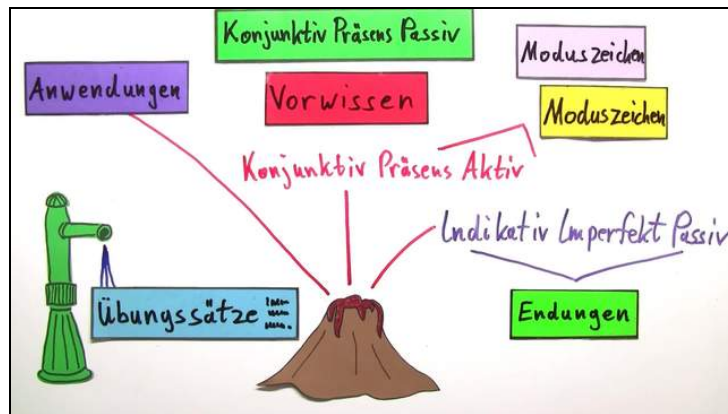 Konjunktiv Präsens Passiv
Moduszeichen
Anwendungen
Vorwissen
Moduszeichen
Konjunktiv Präsens Aktiv
Indikativ Imperfekt Passiv
Übungssätze
Endungen